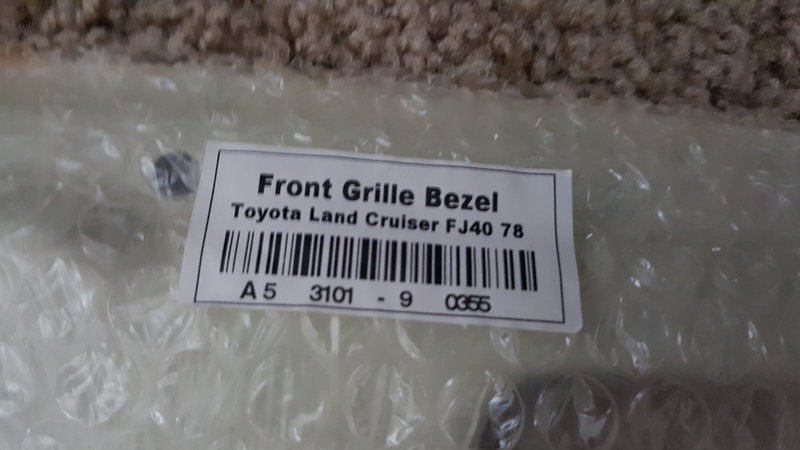 Front Grille Bezel
Toyota Land Cruiser FJ40 78
A5 3101 - 9 0355